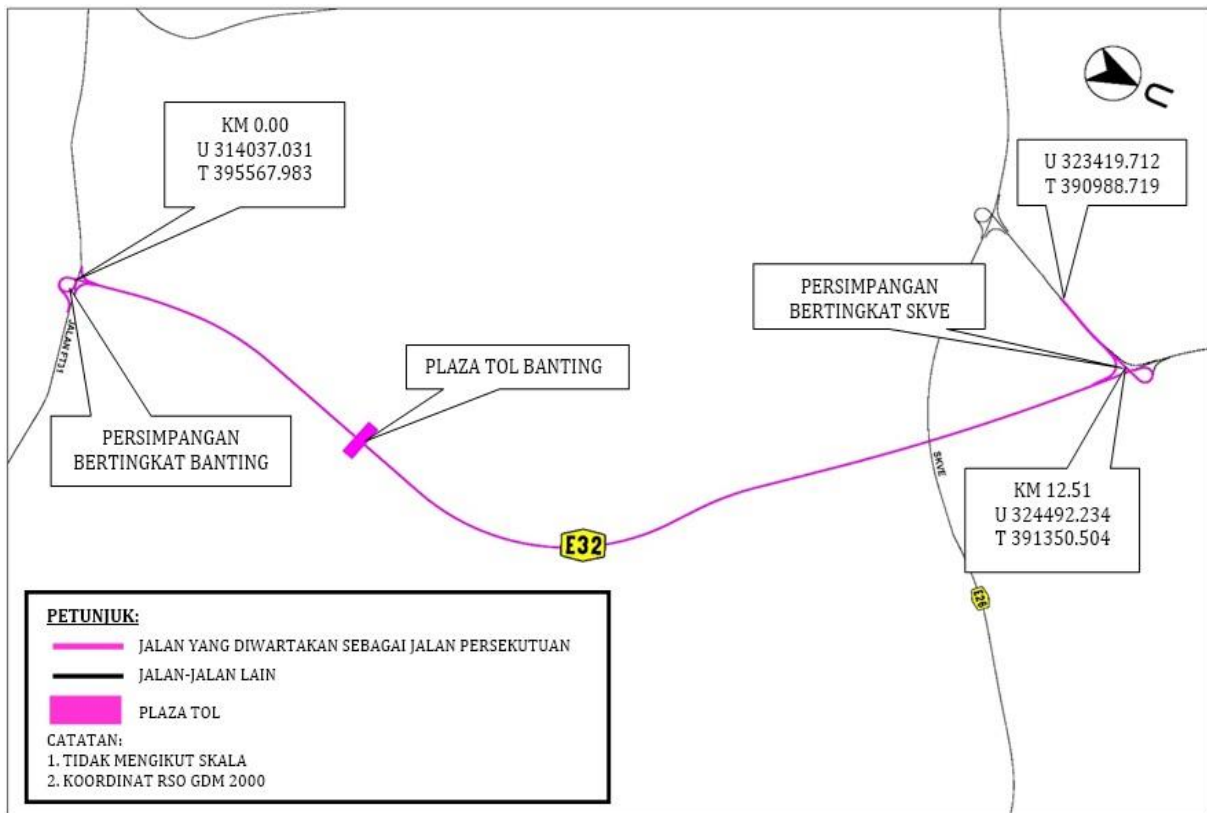 KM 0.00
U 314037.031
T 395567.983
U
U 323419.712
T 390988.719
PERSIMPANGAN
BERTINGKAT SKVE
JALAN FT31
PLAZA TOL BANTING
PERSIMPANGAN
BERTINGKAT BANTING
SKVE
KM 12.51
U 324492.234
T 391350.504
E32
E26
PETUNJUK:
JALAN YANG DIWARTAKAN SEBAGAI JALAN PERSEKUTUAN
JALAN-JALAN LAIN
PLAZA TOL
CATATAN:
1. TIDAK MENGIKUT SKALA
2. KOORDINAT RSO GDM 2000